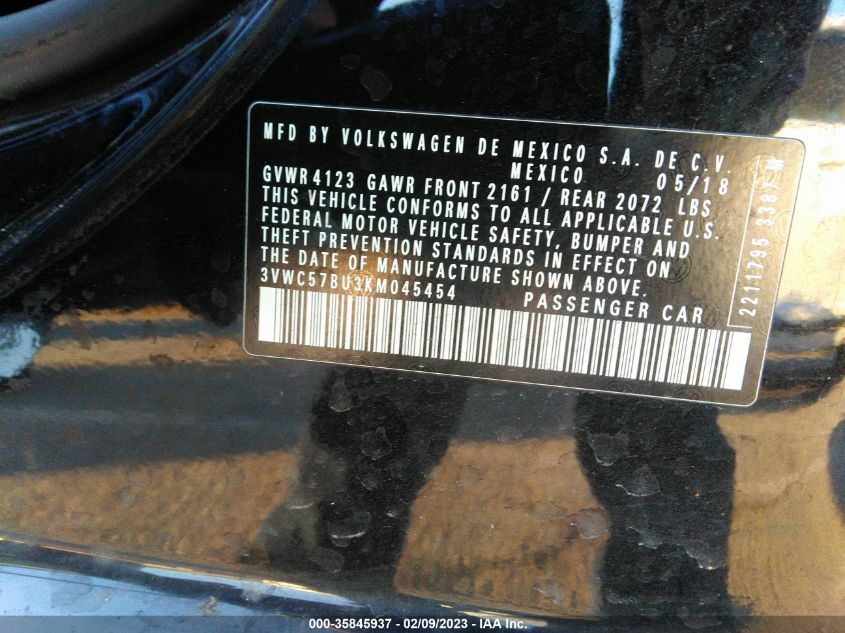 MFD BY VOLKSWAGEN DE MEXICO S.A. DE C.V.
MEXICO 05/18
GVWR 4123 GAWR FRONT 2161 / REAR 2072 LBS
THIS VEHICLE CONFORMS TO ALL APPLICABLE U.S.
FEDERAL MOTOR VEHICLE SAFETY, BUMPER AND
THEFT PREVENTION STANDARDS IN EFFECT ON
THE DATE OF MANUFACTURE SHOWN ABOVE.
3VWC57BU3KM045454 PASSENGER CAR
2211795
000-35845937 - 02/09/2023 - IAA Inc.